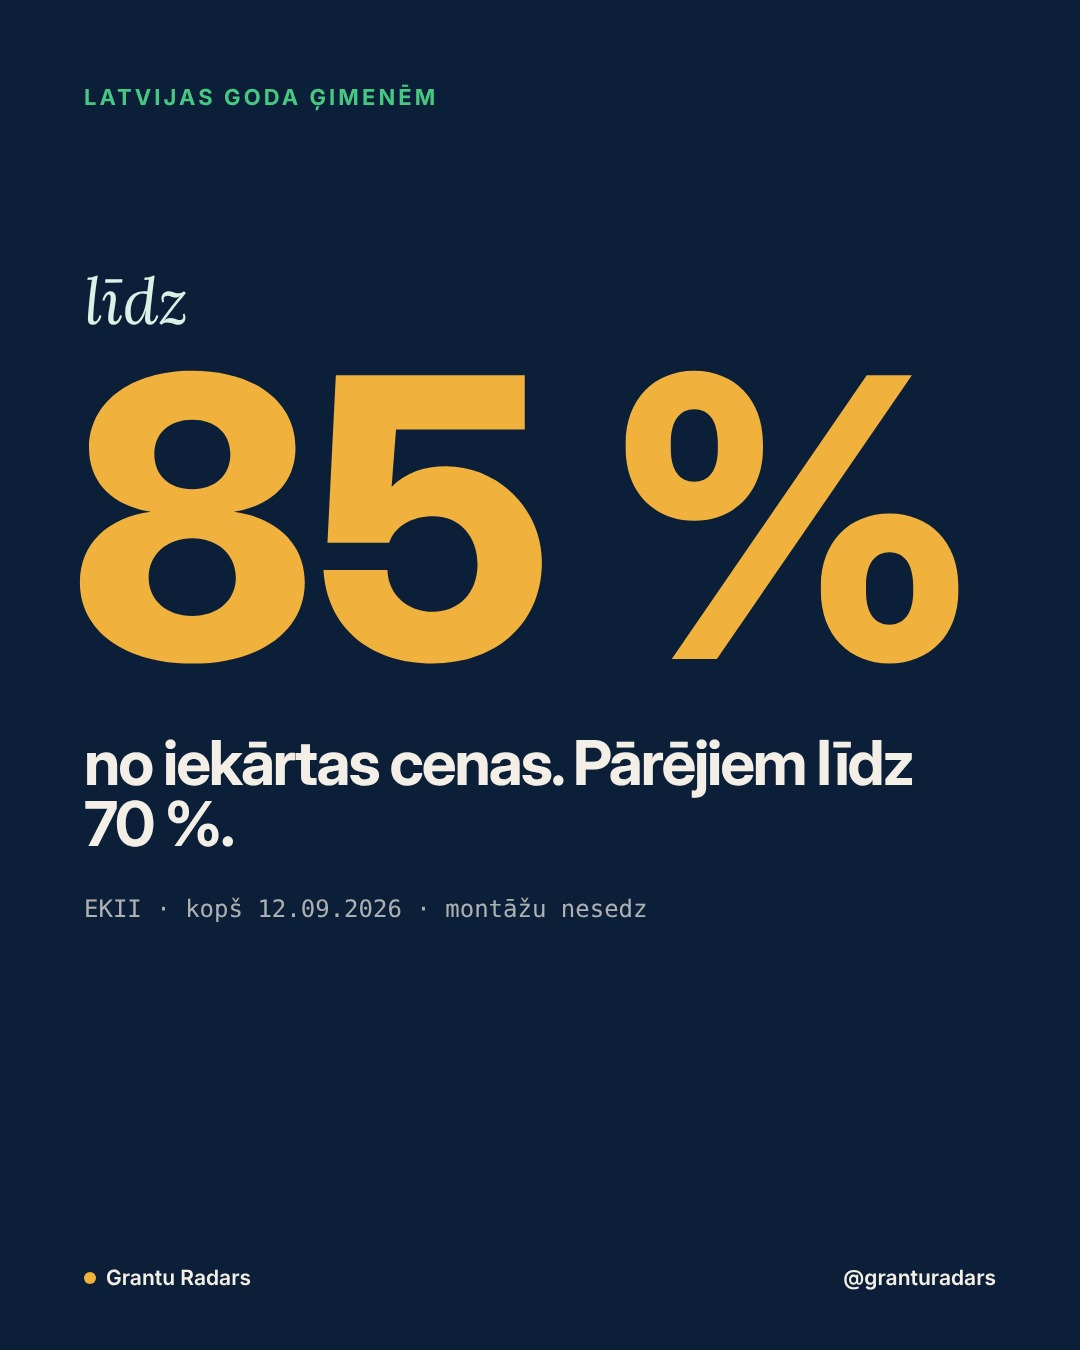 LATVIJAS GODA ĢIMENĒM
līdz
85 %
no iekārtas cenas. Pārējiem līdz
70 %.
EKII · kopš 12.09.2026 · montāžu nesedz
Grantu Radars
@granturadars